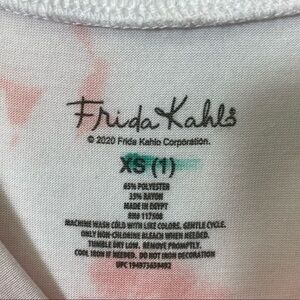 Frida Kahlo
© 2020 Frida Kahlo Corporation.
XS (1)
65% POLYESTER
35% RAYON
MADE IN EGYPT
RN# 117508
MACHINE WASH COLD WITH LIKE COLORS. GENTLE CYCLE.
ONLY NON-CHLORINE BLEACH WHEN NEEDED.
TUMBLE DRY LOW. REMOVE PROMPTLY.
COOL IRON IF NEEDED. DO NOT IRON DECORATION